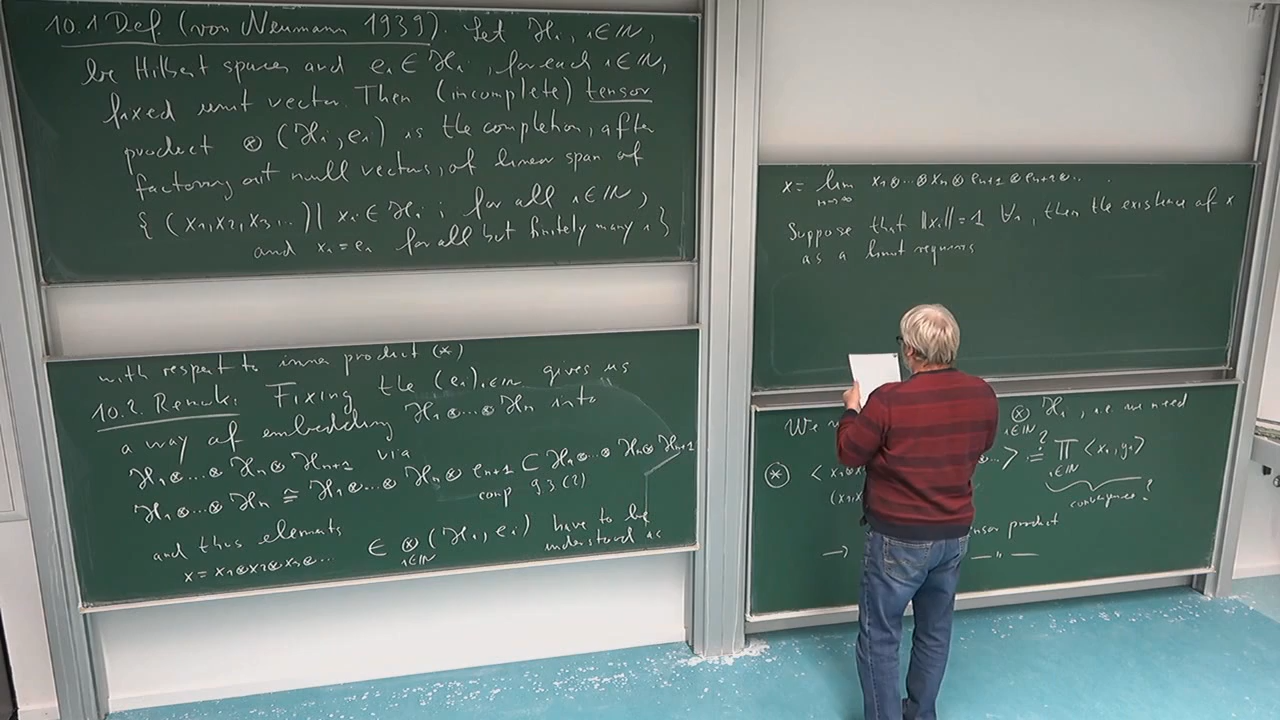 10.1 Def. (von Neumann 1939). Let ℋᵢ, i∈ℕ,
be Hilbert spaces and eᵢ ∈ ℋᵢ, for each i∈ℕ,
fixed unit vector. Then (incomplete) tensor
product ⊗(ℋᵢ, eᵢ) is the completion, after
factoring out null vectors, of linear span of
{ (x₁,x₂,x₃...) | xᵢ ∈ ℋᵢ ; for all i∈ℕ,
and xᵢ = eᵢ for all but finitely many i }
with respect to inner product (*)
10.2. Remark: Fixing the (eᵢ)ᵢ∈ℕ gives us
a way of embedding ℋ₁⊗...⊗ℋₙ into
ℋ₁⊗...⊗ℋₙ⊗ℋₙ₊₁ via
ℋ₁⊗...⊗ℋₙ ≅ ℋ₁⊗...⊗ℋₙ⊗eₙ₊₁ ⊂ ℋ₁⊗...⊗ℋₙ⊗ℋₙ₊₁
comp 9.3.(2)
and thus elements
x = x₁⊗x₂⊗x₃⊗... ∈ ⊗ᵢ∈ℕ (ℋᵢ, eᵢ) have to be understood as
x = lim n→∞ x₁⊗...⊗xₙ⊗eₙ₊₁⊗eₙ₊₂⊗...
Suppose that ‖xᵢ‖=1 ∀i, then the existence of x
as a limit requires
We ⊗ᵢ∈ℕ ℋᵢ, i.e. we need
(*) < x₁⊗ ...> ≟ ∏ᵢ∈ℕ <xᵢ,yᵢ>
convergence?
product
→ — " —